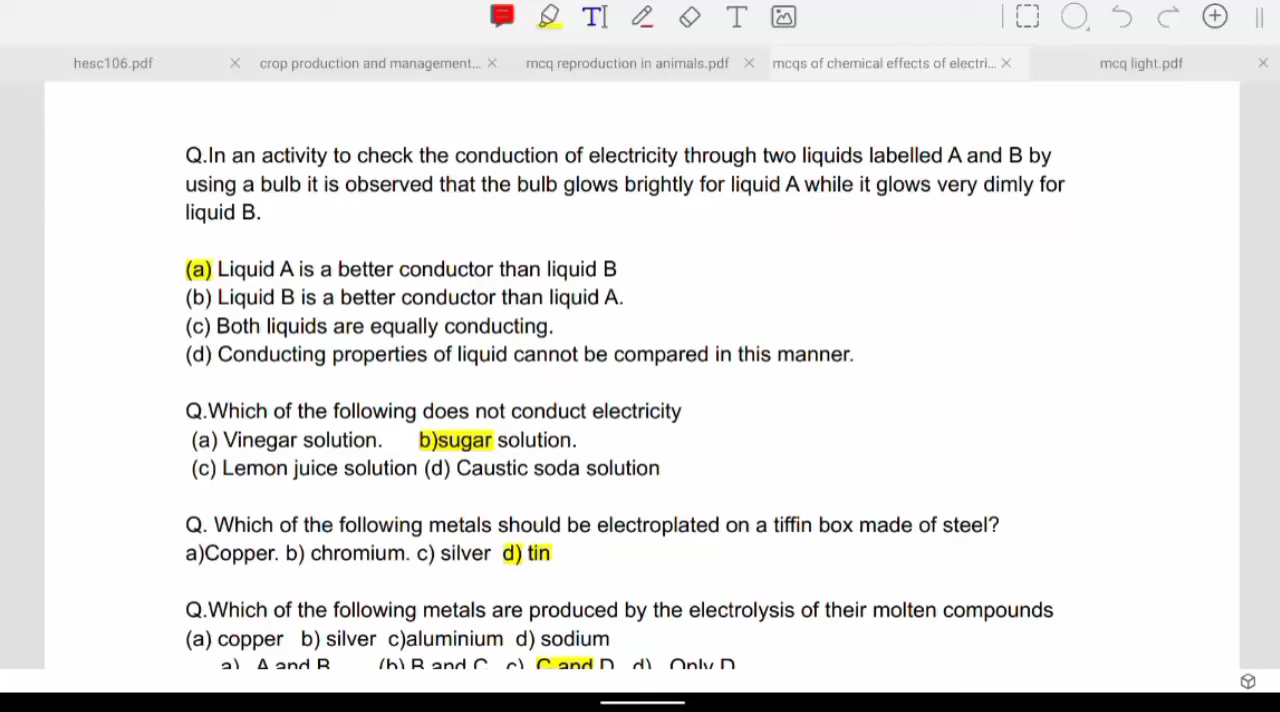 hesc106.pdf
crop production and management...
mcq reproduction in animals.pdf
mcqs of chemical effects of electri...
mcq light.pdf
Q.In an activity to check the conduction of electricity through two liquids labelled A and B by
using a bulb it is observed that the bulb glows brightly for liquid A while it glows very dimly for
liquid B.
(a) Liquid A is a better conductor than liquid B
(b) Liquid B is a better conductor than liquid A.
(c) Both liquids are equally conducting.
(d) Conducting properties of liquid cannot be compared in this manner.
Q.Which of the following does not conduct electricity
(a) Vinegar solution. b)sugar solution.
(c) Lemon juice solution (d) Caustic soda solution
Q. Which of the following metals should be electroplated on a tiffin box made of steel?
a)Copper. b) chromium. c) silver d) tin
Q.Which of the following metals are produced by the electrolysis of their molten compounds
(a) copper b) silver c)aluminium d) sodium
a) A and B (b) B and C c) C and D d) Only D